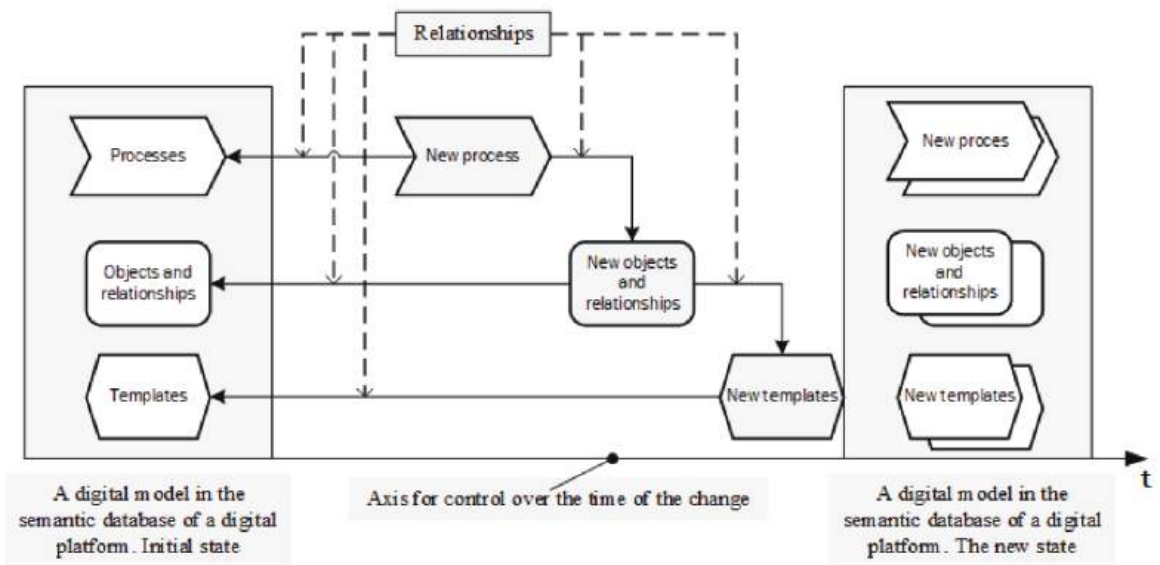 Relationships
Processes
New process
New proces
Objects and
relationships
New objects
and
relationships
New objects
and
relationships
Templates
New templates
New templates
t
A digital model in the
semantic database of a digital
platform. Initial state
Axis for control over the time of the change
A digital model in the
semantic database of a digital
platform. The new state